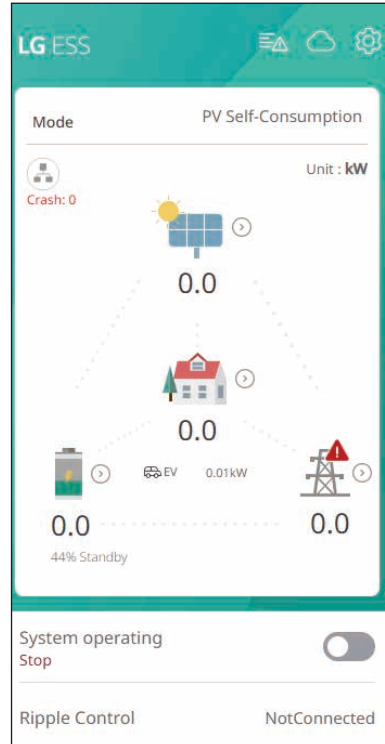 LG ESS
Mode PV Self-Consumption
Unit : kW
Crash: 0
0.0
0.0
EV 0.01kW
0.0 0.0
44% Standby
System operating
Stop
Ripple Control NotConnected